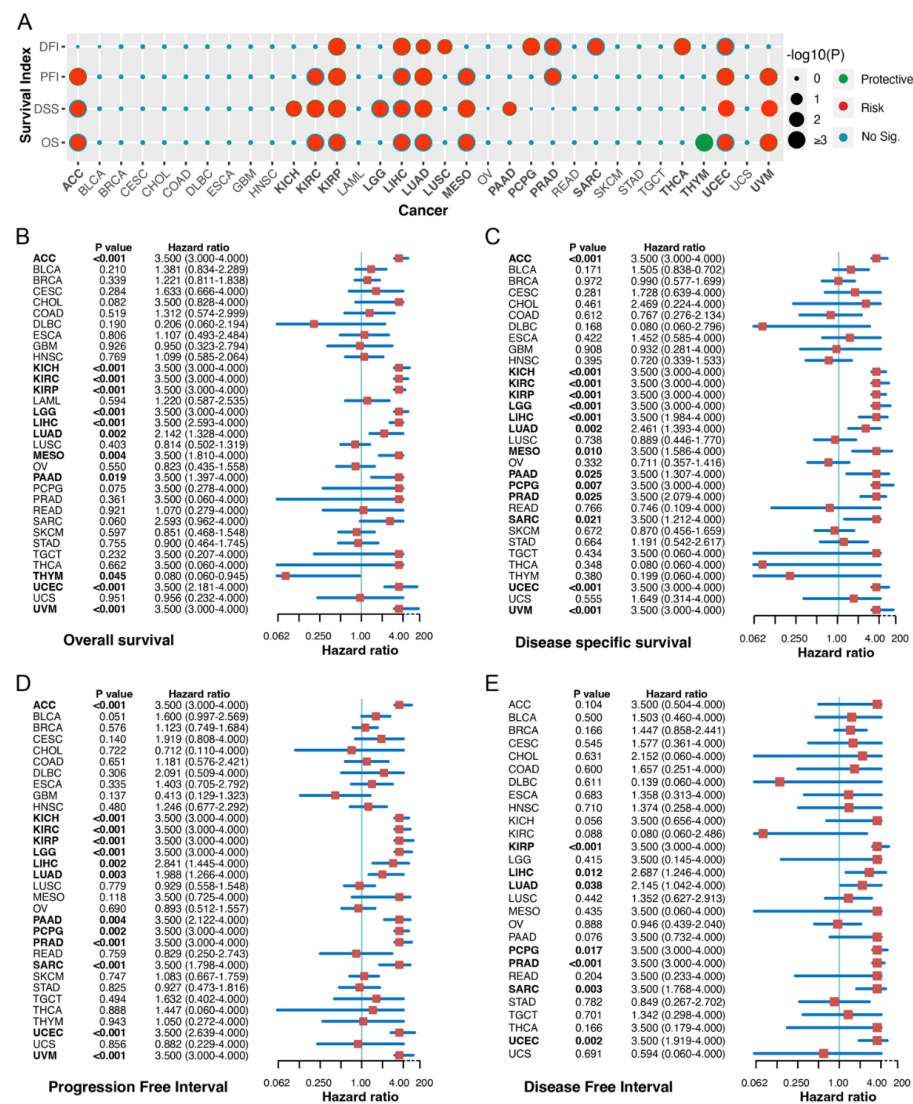 A
Survival Index
DFI
PFI
DSS
OS
-log10(P)
0
1
2
≥3
Protective
Risk
No Sig.
ACC BLCA BRCA CESC CHOL COAD DLBC ESCA GBM HNSC KICH KIRC KIRP LAML LGG LIHC LUAD LUSC MESO OV PAAD PCPG PRAD READ SARC SKCM STAD TGCT THCA THYM UCEC UCS UVM
Cancer
B
P value Hazard ratio
ACC <0.001 3.500 (3.000-4.000)
BLCA 0.210 1.381 (0.834-2.289)
BRCA 0.339 1.221 (0.811-1.838)
CESC 0.284 1.633 (0.666-4.000)
CHOL 0.082 3.500 (0.828-4.000)
COAD 0.519 1.312 (0.574-2.999)
DLBC 0.190 0.206 (0.060-2.194)
ESCA 0.806 1.107 (0.493-2.484)
GBM 0.926 0.950 (0.323-2.794)
HNSC 0.769 1.099 (0.585-2.064)
KICH <0.001 3.500 (3.000-4.000)
KIRC <0.001 3.500 (3.000-4.000)
KIRP <0.001 3.500 (3.000-4.000)
LAML 0.594 1.220 (0.587-2.535)
LGG <0.001 3.500 (3.000-4.000)
LIHC <0.001 3.500 (2.593-4.000)
LUAD 0.002 2.142 (1.328-4.000)
LUSC 0.403 0.814 (0.502-1.319)
MESO 0.004 3.500 (1.810-4.000)
OV 0.550 0.823 (0.435-1.558)
PAAD 0.019 3.500 (1.397-4.000)
PCPG 0.075 3.500 (0.278-4.000)
PRAD 0.361 3.500 (0.060-4.000)
READ 0.921 1.070 (0.279-4.000)
SARC 0.060 2.593 (0.962-4.000)
SKCM 0.597 0.851 (0.468-1.548)
STAD 0.755 0.900 (0.464-1.745)
TGCT 0.232 3.500 (0.207-4.000)
THCA 0.662 3.500 (0.060-4.000)
THYM 0.045 0.080 (0.060-0.945)
UCEC <0.001 3.500 (2.181-4.000)
UCS 0.951 0.956 (0.232-4.000)
UVM <0.001 3.500 (3.000-4.000)
0.062 0.250 1.00 4.00 200
Overall survival
Hazard ratio
C
P value Hazard ratio
ACC <0.001 3.500 (3.000-4.000)
BLCA 0.171 1.505 (0.838-0.702)
BRCA 0.972 0.990 (0.577-1.699)
CESC 0.281 1.728 (0.639-4.000)
CHOL 0.461 2.469 (0.224-4.000)
COAD 0.612 0.767 (0.276-2.134)
DLBC 0.168 0.080 (0.060-2.796)
ESCA 0.422 1.452 (0.585-4.000)
GBM 0.908 0.932 (0.281-4.000)
HNSC 0.395 0.720 (0.339-1.533)
KICH <0.001 3.500 (3.000-4.000)
KIRC <0.001 3.500 (3.000-4.000)
KIRP <0.001 3.500 (3.000-4.000)
LGG <0.001 3.500 (3.000-4.000)
LIHC <0.001 3.500 (1.984-4.000)
LUAD 0.002 2.461 (1.393-4.000)
LUSC 0.738 0.889 (0.446-1.770)
MESO 0.010 3.500 (1.586-4.000)
OV 0.332 0.711 (0.357-1.416)
PAAD 0.025 3.500 (1.307-4.000)
PCPG 0.007 3.500 (3.000-4.000)
PRAD 0.025 3.500 (2.079-4.000)
READ 0.766 0.746 (0.109-4.000)
SARC 0.021 3.500 (1.212-4.000)
SKCM 0.672 0.870 (0.456-1.659)
STAD 0.664 1.191 (0.542-2.617)
TGCT 0.434 3.500 (0.060-4.000)
THCA 0.348 0.080 (0.060-4.000)
THYM 0.380 0.199 (0.060-4.000)
UCEC <0.001 3.500 (3.000-4.000)
UCS 0.555 1.649 (0.314-4.000)
UVM <0.001 3.500 (3.000-4.000)
0.062 0.250 1.00 4.00 200
Disease specific survival
Hazard ratio
D
P value Hazard ratio
ACC <0.001 3.500 (3.000-4.000)
BLCA 0.051 1.600 (0.997-2.569)
BRCA 0.576 1.123 (0.749-1.684)
CESC 0.140 1.919 (0.808-4.000)
CHOL 0.722 0.712 (0.110-4.000)
COAD 0.651 1.181 (0.576-2.421)
DLBC 0.306 2.091 (0.509-4.000)
ESCA 0.335 1.403 (0.705-2.792)
GBM 0.137 0.413 (0.129-1.323)
HNSC 0.480 1.246 (0.677-2.292)
KICH <0.001 3.500 (3.000-4.000)
KIRC <0.001 3.500 (3.000-4.000)
KIRP <0.001 3.500 (3.000-4.000)
LGG <0.001 3.500 (3.000-4.000)
LIHC 0.002 2.841 (1.445-4.000)
LUAD 0.003 1.988 (1.266-4.000)
LUSC 0.779 0.929 (0.558-1.548)
MESO 0.118 3.500 (0.725-4.000)
OV 0.690 0.893 (0.512-1.557)
PAAD 0.004 3.500 (2.122-4.000)
PCPG 0.002 3.500 (3.000-4.000)
PRAD <0.001 3.500 (3.000-4.000)
READ 0.759 0.829 (0.250-2.743)
SARC <0.001 3.500 (1.798-4.000)
SKCM 0.747 1.083 (0.667-1.759)
STAD 0.825 0.927 (0.473-1.816)
TGCT 0.494 1.632 (0.402-4.000)
THCA 0.888 1.447 (0.060-4.000)
THYM 0.943 1.050 (0.272-4.000)
UCEC <0.001 3.500 (2.639-4.000)
UCS 0.856 0.882 (0.229-4.000)
UVM <0.001 3.500 (3.000-4.000)
0.062 0.250 1.00 4.00 200
Progression Free Interval
Hazard ratio
E
P value Hazard ratio
ACC 0.104 3.500 (0.504-4.000)
BLCA 0.500 1.503 (0.460-4.000)
BRCA 0.166 1.447 (0.858-2.441)
CESC 0.545 1.577 (0.361-4.000)
CHOL 0.631 2.152 (0.060-4.000)
COAD 0.600 1.657 (0.251-4.000)
DLBC 0.611 0.139 (0.060-4.000)
ESCA 0.683 1.358 (0.313-4.000)
HNSC 0.710 1.374 (0.258-4.000)
KICH 0.056 3.500 (0.656-4.000)
KIRC 0.088 0.080 (0.060-2.486)
KIRP <0.001 3.500 (3.000-4.000)
LGG 0.415 3.500 (0.145-4.000)
LIHC 0.012 2.687 (1.246-4.000)
LUAD 0.038 2.145 (1.042-4.000)
LUSC 0.442 1.352 (0.627-2.913)
MESO 0.435 3.500 (0.060-4.000)
OV 0.888 0.946 (0.439-2.040)
PAAD 0.076 3.500 (0.732-4.000)
PCPG 0.017 3.500 (3.000-4.000)
PRAD <0.001 3.500 (3.000-4.000)
READ 0.204 3.500 (0.233-4.000)
SARC 0.003 3.500 (1.768-4.000)
STAD 0.782 0.849 (0.267-2.702)
TGCT 0.701 1.342 (0.298-4.000)
THCA 0.166 3.500 (0.179-4.000)
UCEC 0.002 3.500 (1.919-4.000)
UCS 0.691 0.594 (0.060-4.000)
0.062 0.250 1.00 4.00 200
Disease Free Interval
Hazard ratio